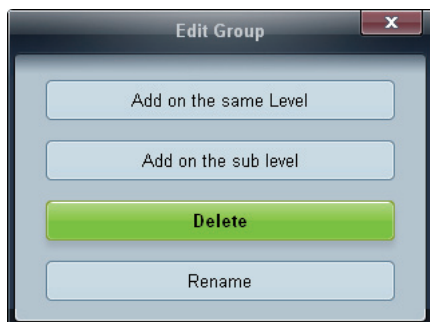 Edit Group
x
Add on the same Level
Add on the sub level
Delete
Rename